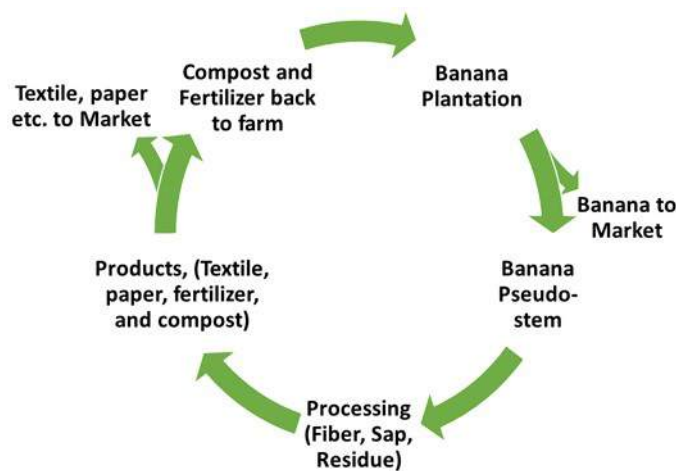 Compost and
Fertilizer back
to farm
Banana
Plantation
Banana to
Market
Banana
Pseudo-
stem
Processing
(Fiber, Sap,
Residue)
Products, (Textile,
paper, fertilizer,
and compost)
Textile, paper
etc. to Market